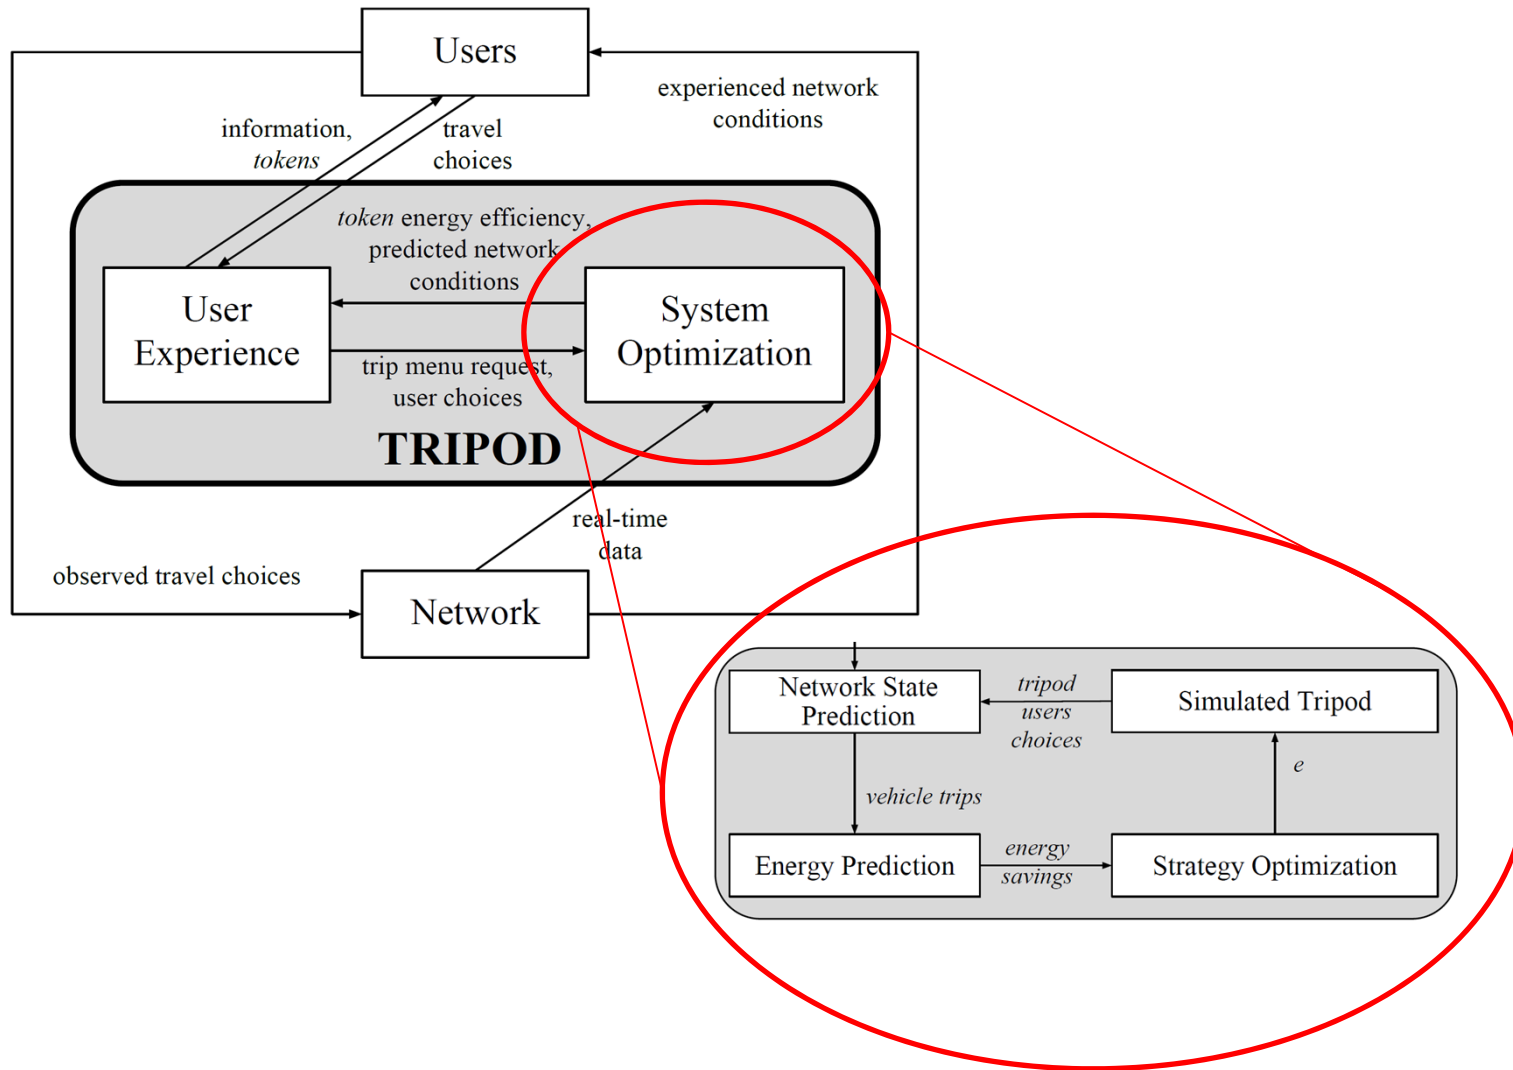 Users
experienced network
conditions
information,
tokens
travel
choices
token energy efficiency,
predicted network
conditions
User
Experience
System
Optimization
trip menu request,
user choices
TRIPOD
real-time
data
observed travel choices
Network
Network State
Prediction
tripod
users
choices
Simulated Tripod
e
vehicle trips
Energy Prediction
energy
savings
Strategy Optimization